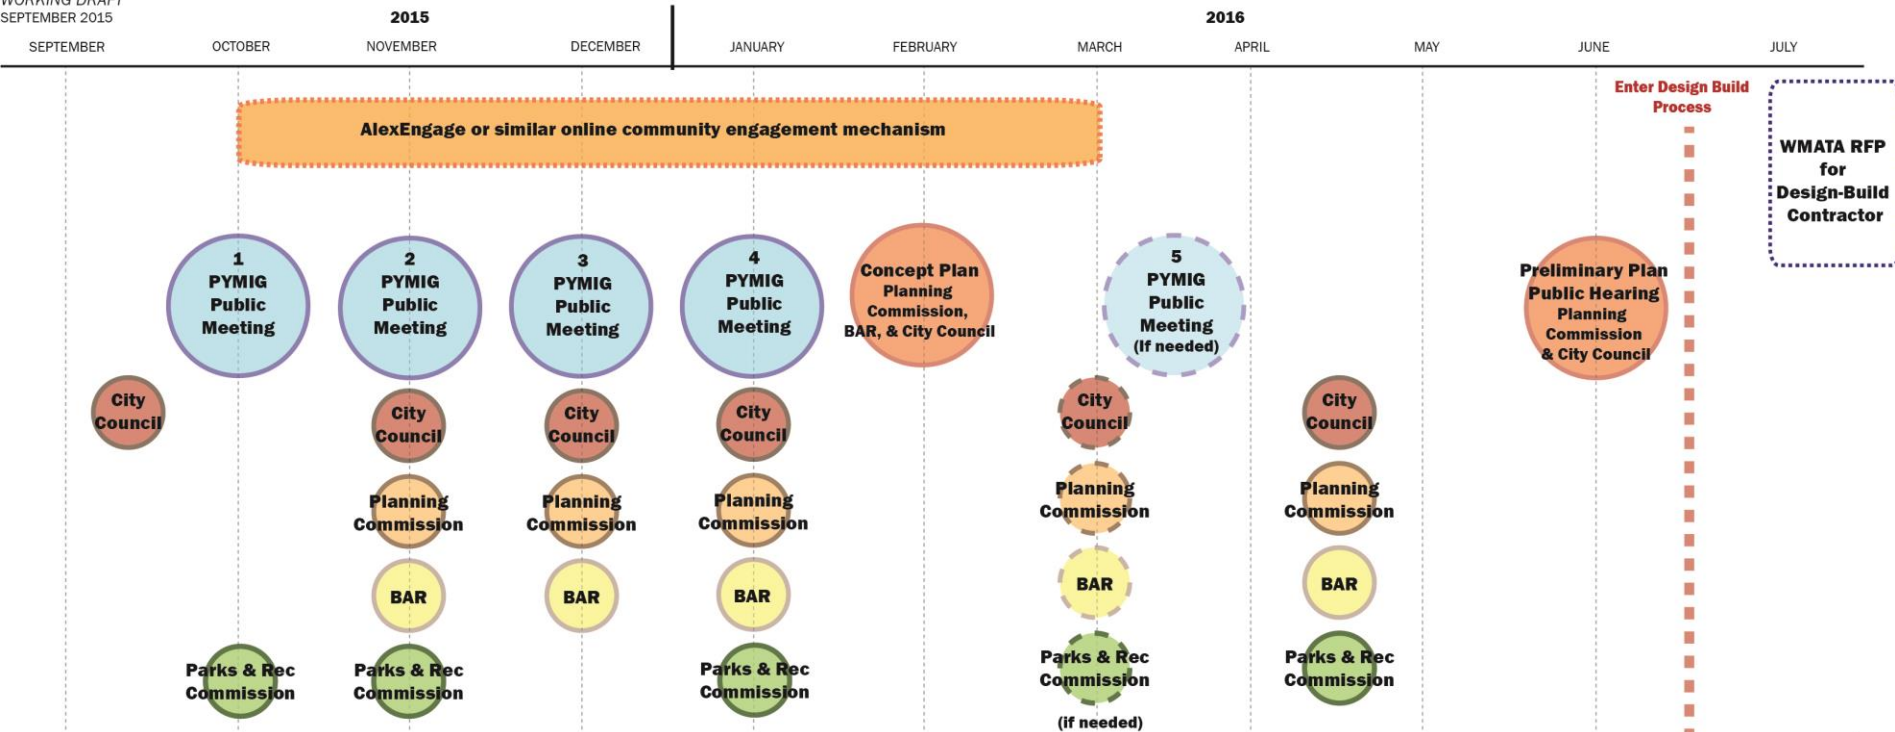 WORKING DRAFT
SEPTEMBER 2015
2015
2016
SEPTEMBER
OCTOBER
NOVEMBER
DECEMBER
JANUARY
FEBRUARY
MARCH
APRIL
MAY
JUNE
JULY
Enter Design Build
Process
AlexEngage or similar online community engagement mechanism
WMATA RFP
for
Design-Build
Contractor
1
PYMIG
Public
Meeting
2
PYMIG
Public
Meeting
3
PYMIG
Public
Meeting
4
PYMIG
Public
Meeting
Concept Plan
Planning
Commission,
BAR, & City Council
5
PYMIG
Public
Meeting
(If needed)
Preliminary Plan
Public Hearing
Planning
Commission
& City Council
City
Council
City
Council
City
Council
City
Council
City
Council
City
Council
Planning
Commission
Planning
Commission
Planning
Commission
Planning
Commission
Planning
Commission
BAR
BAR
BAR
BAR
BAR
Parks & Rec
Commission
Parks & Rec
Commission
Parks & Rec
Commission
Parks & Rec
Commission
Parks & Rec
Commission
(if needed)